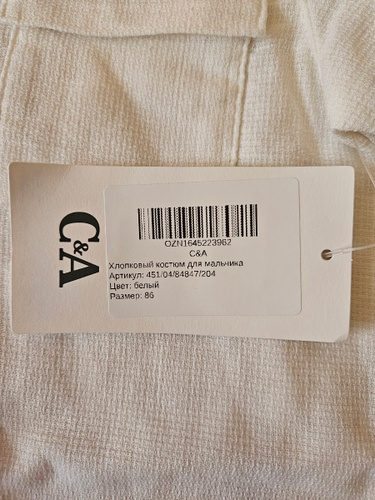 C&A
OZN1645223962
C&A
Хлопковый костюм для мальчика
Артикул: 451/04/84847/204
Цвет: белый
Размер: 86